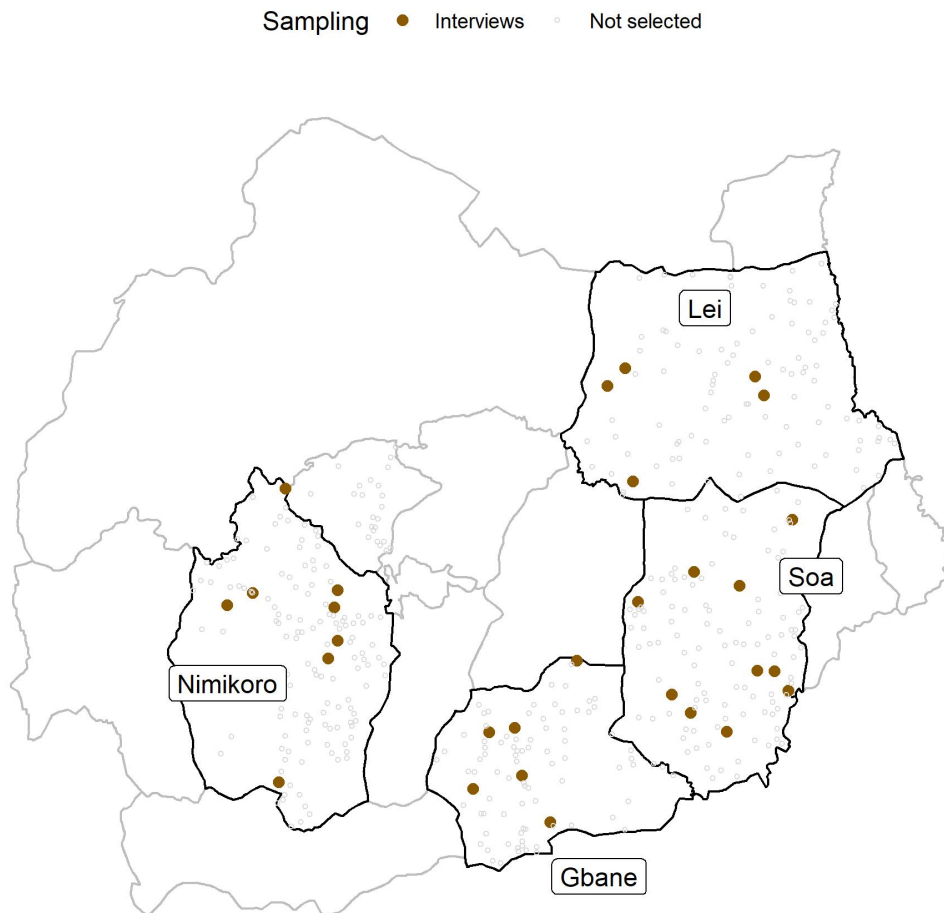 Sampling Interviews Not selected
Lei
Soa
Nimikoro
Gbane